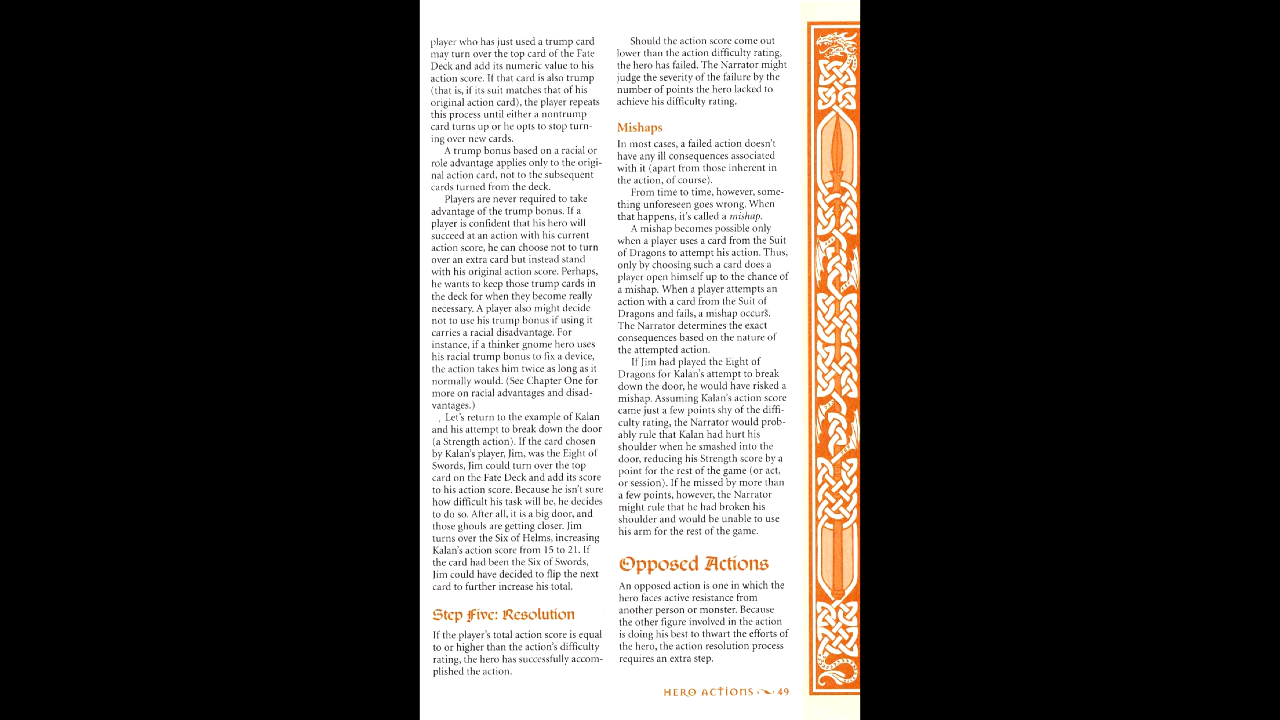 player who has just used a trump card
may turn over the top card of the Fate
Deck and add its numeric value to his
action score. If that card is also trump
(that is, if its suit matches that of his
original action card), the player repeats
this process until either a nontrump
card turns up or he opts to stop turn-
ing over new cards.
A trump bonus based on a racial or
role advantage applies only to the origi-
nal action card, not to the subsequent
cards turned from the deck.
Players are never required to take
advantage of the trump bonus. If a
player is confident that his hero will
succeed at an action with his current
action score, he can choose not to turn
over an extra card but instead stand
with his original action score. Perhaps,
he wants to keep those trump cards in
the deck for when they become really
necessary. A player also might decide
not to use his trump bonus if using it
carries a racial disadvantage. For
instance, if a thinker gnome hero uses
his racial trump bonus to fix a device,
the action takes him twice as long as it
normally would. (See Chapter One for
more on racial advantages and disad-
vantages.)
Let's return to the example of Kalan
and his attempt to break down the door
(a Strength action). If the card chosen
by Kalan's player, Jim, was the Eight of
Swords, Jim could turn over the top
card on the Fate Deck and add its score
to his action score. Because he isn't sure
how difficult his task will be, he decides
to do so. After all, it is a big door, and
those ghouls are getting closer. Jim
turns over the Six of Helms, increasing
Kalan's action score from 15 to 21. If
the card had been the Six of Swords,
Jim could have decided to flip the next
card to further increase his total.
Step Five: Resolution
If the player's total action score is equal
to or higher than the action's difficulty
rating, the hero has successfully accom-
plished the action.
Should the action score come out
lower than the action difficulty rating,
the hero has failed. The Narrator might
judge the severity of the failure by the
number of points the hero lacked to
achieve his difficulty rating.
Mishaps
In most cases, a failed action doesn't
have any ill consequences associated
with it (apart from those inherent in
the action, of course).
From time to time, however, some-
thing unforeseen goes wrong. When
that happens, it's called a mishap.
A mishap becomes possible only
when a player uses a card from the Suit
of Dragons to attempt his action. Thus,
only by choosing such a card does a
player open himself up to the chance of
a mishap. When a player attempts an
action with a card from the Suit of
Dragons and fails, a mishap occurs.
The Narrator determines the exact
consequences based on the nature of
the attempted action.
If Jim had played the Eight of
Dragons for Kalan's attempt to break
down the door, he would have risked a
mishap. Assuming Kalan's action score
came just a few points shy of the diffi-
culty rating, the Narrator would prob-
ably rule that Kalan had hurt his
shoulder when he smashed into the
door, reducing his Strength score by a
point for the rest of the game (or act,
or session). If he missed by more than
a few points, however, the Narrator
might rule that he had broken his
shoulder and would be unable to use
his arm for the rest of the game.
Opposed Actions
An opposed action is one in which the
hero faces active resistance from
another person or monster. Because
the other figure involved in the action
is doing his best to thwart the efforts of
the hero, the action resolution process
requires an extra step.
HERO ACTIONS 49